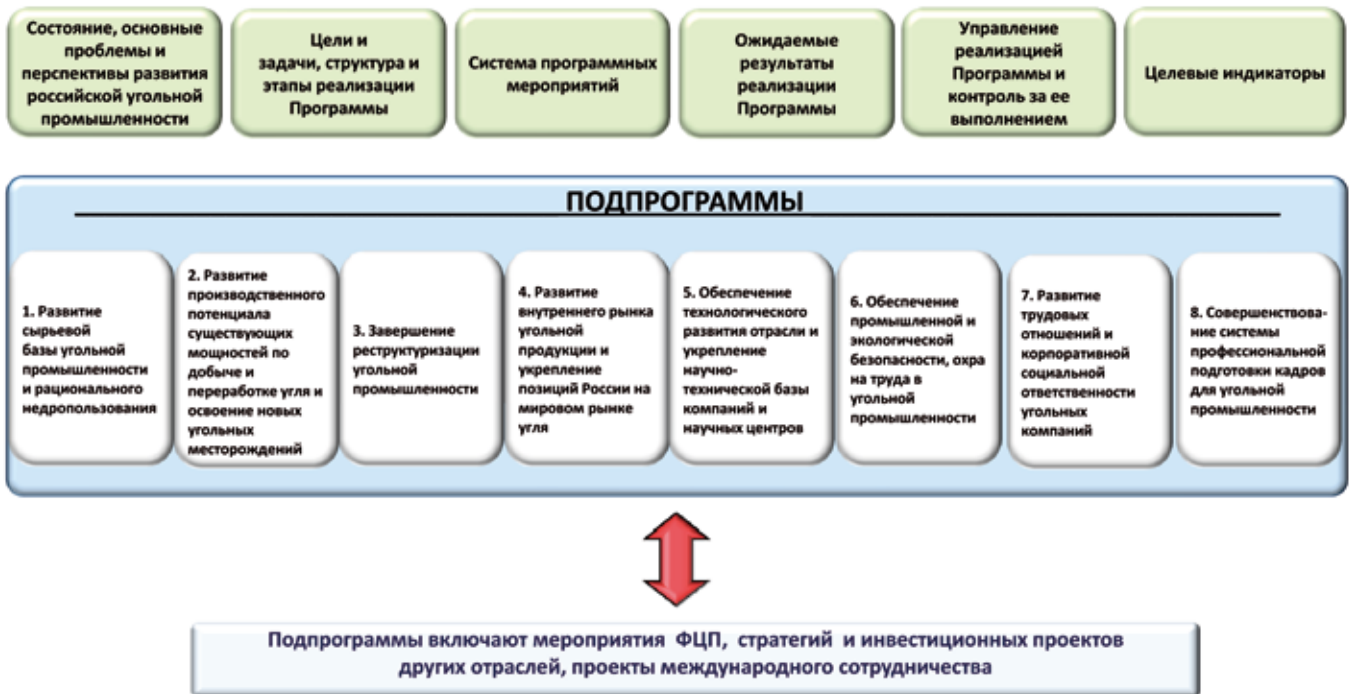 Состояние, основные
проблемы и
перспективы развития
российской угольной
промышленности
Цели и
задачи, структура и
этапы реализации
Программы
Система программных
мероприятий
Ожидаемые
результаты
реализации
Программы
Управление
реализацией
Программы и
контроль за ее
выполнением
Целевые индикаторы
ПОДПРОГРАММЫ
1. Развитие
сырьевой
базы угольной
промышленности
и рационального
недропользования
2. Развитие
производственного
потенциала
существующих
мощностей по
добыче и
переработке угля и
освоение новых
угольных
месторождений
3. Завершение
реструктуризации
угольной
промышленности
4. Развитие
внутреннего рынка
угольной
продукции и
укрепление
позиций России на
мировом рынке
угля
5. Обеспечение
технологического
развития отрасли и
укрепление
научно-
технической базы
компаний и
научных центров
6. Обеспечение
промышленной и
экологической
безопасности, охра
на труда в
угольной
промышленности
7. Развитие
трудовых
отношений и
корпоративной
социальной
ответственности
угольных
компаний
8. Совершенствова-
ние системы
профессиональной
подготовки кадров
для угольной
промышленности
Подпрограммы включают мероприятия ФЦП, стратегий и инвестиционных проектов
других отраслей, проекты международного сотрудничества